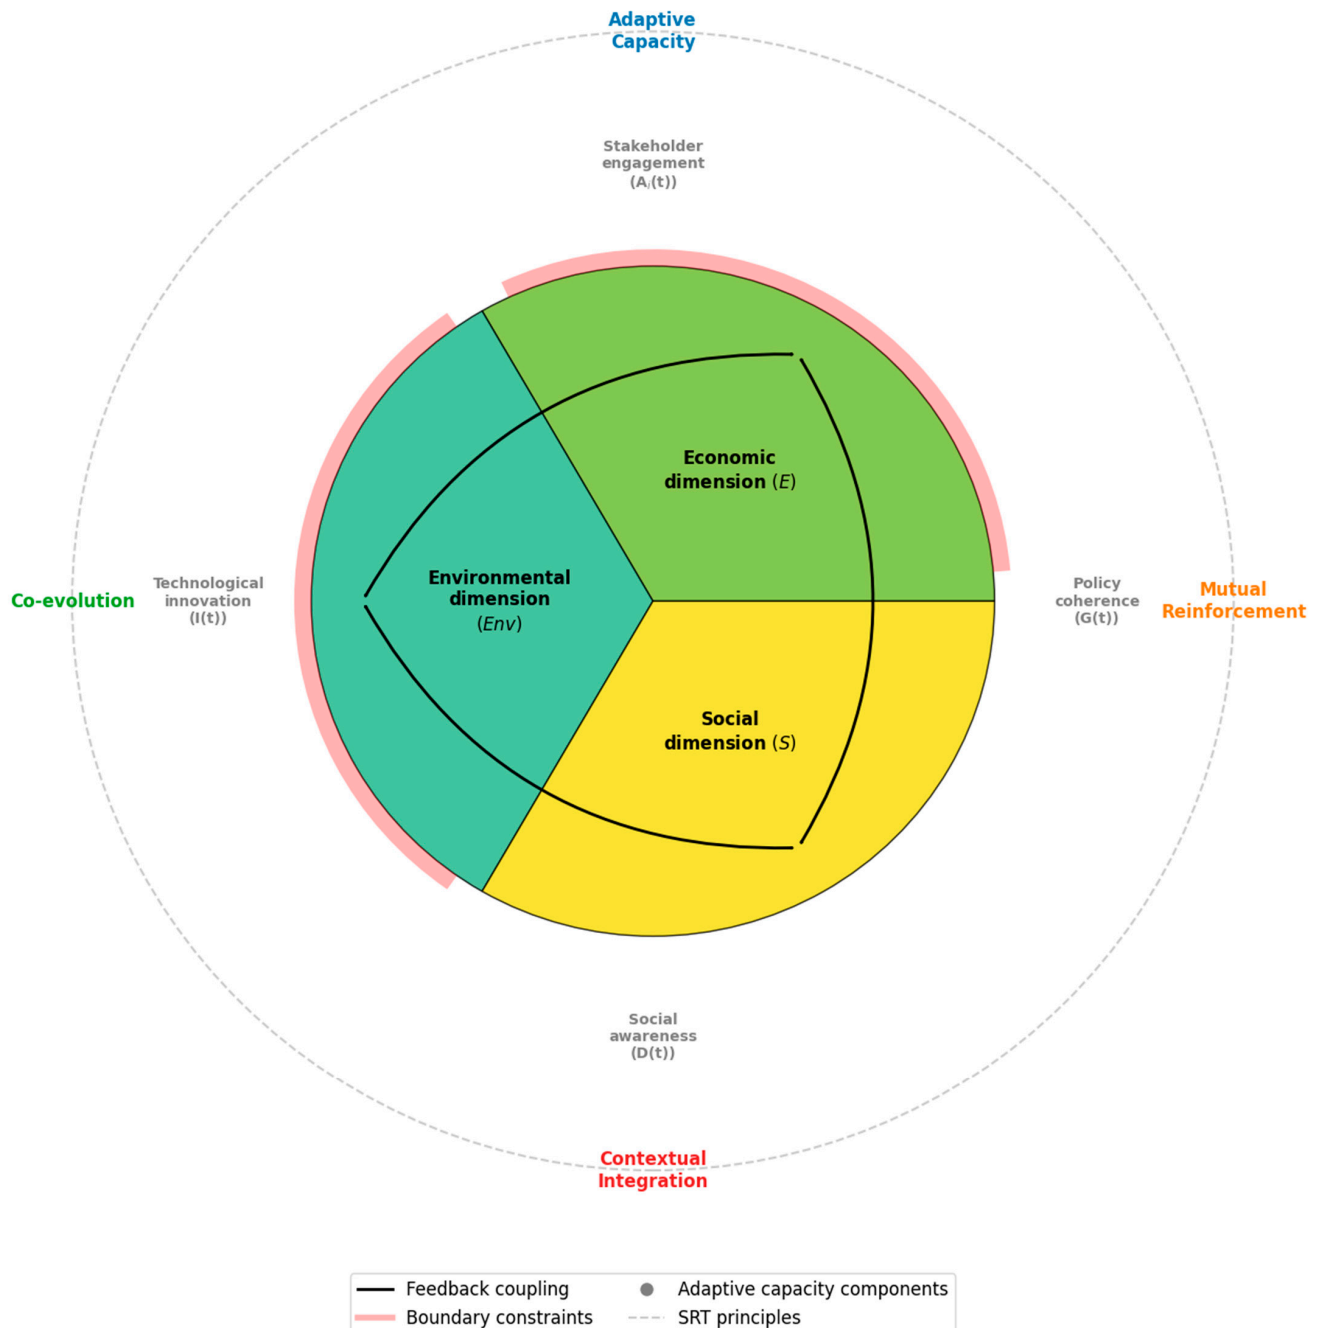 Adaptive
Capacity
Stakeholder
engagement
(Aᵢ(t))
Economic
dimension (E)
Environmental
dimension
(Env)
Co-evolution
Technological
innovation
(I(t))
Policy
coherence
(G(t))
Mutual
Reinforcement
Social
dimension (S)
Social
awareness
(D(t))
Contextual
Integration
Feedback coupling
Adaptive capacity components
Boundary constraints
SRT principles